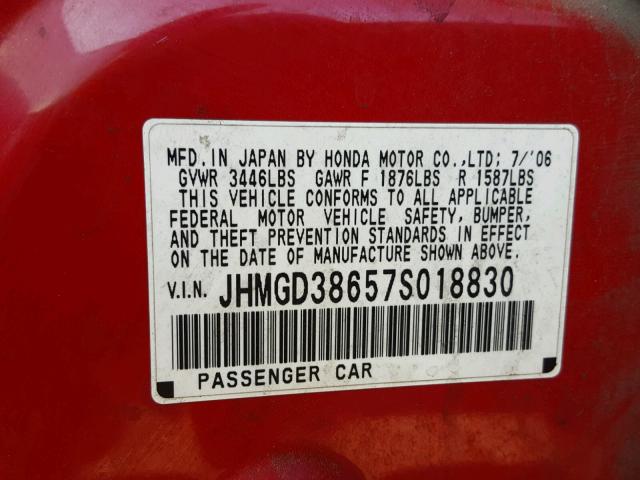 MFD. IN JAPAN BY HONDA MOTOR CO.,LTD; 7/'06
GVWR 3446LBS GAWR F 1876LBS R 1587LBS
THIS VEHICLE CONFORMS TO ALL APPLICABLE
FEDERAL MOTOR VEHICLE SAFETY, BUMPER,
AND THEFT PREVENTION STANDARDS IN EFFECT
ON THE DATE OF MANUFACTURE SHOWN ABOVE.
V.I.N. JHMGD38657S018830
PASSENGER CAR